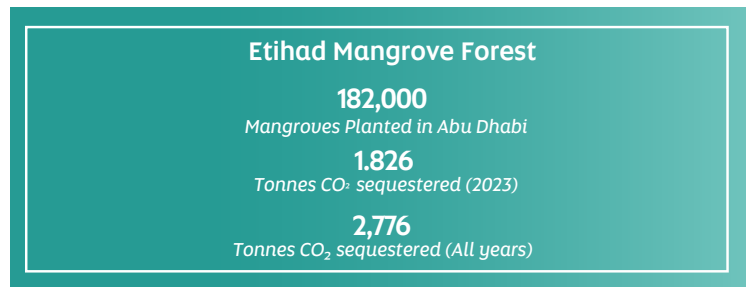 Etihad Mangrove Forest
182,000
Mangroves Planted in Abu Dhabi
1.826
Tonnes CO₂ sequestered (2023)
2,776
Tonnes CO₂ sequestered (All years)